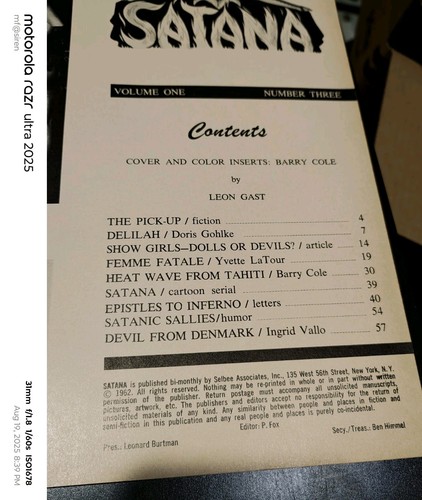 SATANA
VOLUME ONE NUMBER THREE
Contents
COVER AND COLOR INSERTS: BARRY COLE
by
LEON GAST
THE PICK-UP / fiction 4
DELILAH / Doris Gohlke 7
SHOW GIRLS—DOLLS OR DEVILS? / article 14
FEMME FATALE / Yvette LaTour 19
HEAT WAVE FROM TAHITI / Barry Cole 30
SATANA / cartoon serial 39
EPISTLES TO INFERNO / letters 40
SATANIC SALLIES/humor 54
DEVIL FROM DENMARK / Ingrid Vallo 57
SATANA is published bi-monthly by Selbee Associates, Inc., 135 West 56th Street, New York, N. Y.
© 1962. All rights reserved. Nothing may be re-printed in whole or in part without written
permission of the publisher. Return postage must accompany all unsolicited manuscripts,
pictures, artwork, etc. The publishers and editors accept no responsibility for the return of
unsolicited materials of any kind. Any similarity between people and places in fiction and
semi-fiction in this publication and any real people and places is purely co-incidental.
Pres.: Leonard Burtman Editor: P. Fox Secy./Treas.: Ben Himmel
motorola razr ultra 2025
mf@siren
31mm f/1.8 1/60s ISO1678
Aug 19, 2025 8:39 PM